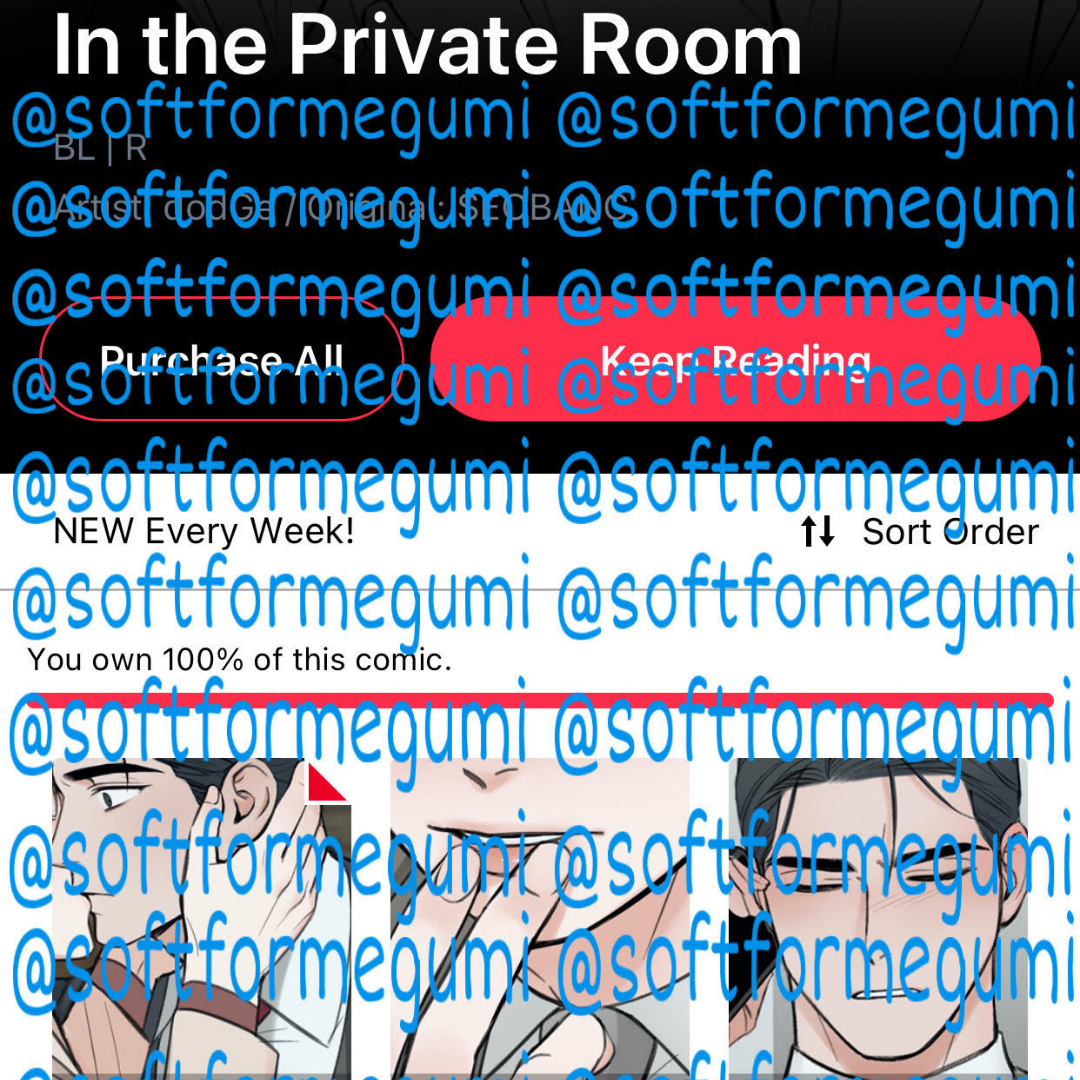 In the Private Room
@softformegumi @softformegumi
BL | R
@softformegumi @softformegumi
Artist: dodGe / Original: SEOBANG
@softformegumi @softformegumi
Purchase All Keep Reading
@softformegumi @softformegumi
@softformegumi @softformegumi
NEW Every Week! Sort Order
@softformegumi @softformegumi
You own 100% of this comic.
@softformegumi @softformegumi
@softformegumi @softformegumi
@softformegumi @softformegumi